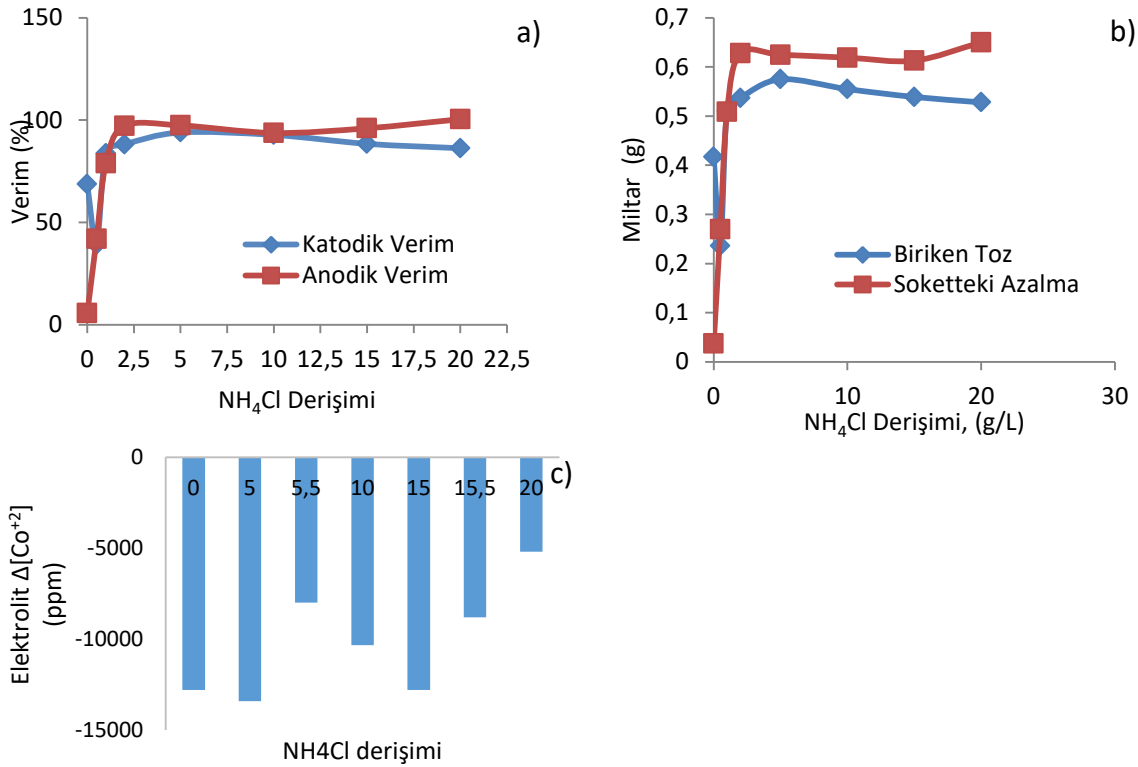 a)
150
100
50
0
Verim (%)
Katodik Verim
Anodik Verim
0 2,5 5 7,5 10 12,5 15 17,5 20 22,5
NH₄Cl Derişimi
b)
0,7
0,6
0,5
0,4
0,3
0,2
0,1
0
Miltar (g)
Biriken Toz
Soketteki Azalma
0 10 20 30
NH₄Cl Derişimi, (g/L)
c)
0
-5000
-10000
-15000
Elektrolit Δ[Co⁺²]
(ppm)
0 5 5,5 10 15 15,5 20
NH4Cl derişimi